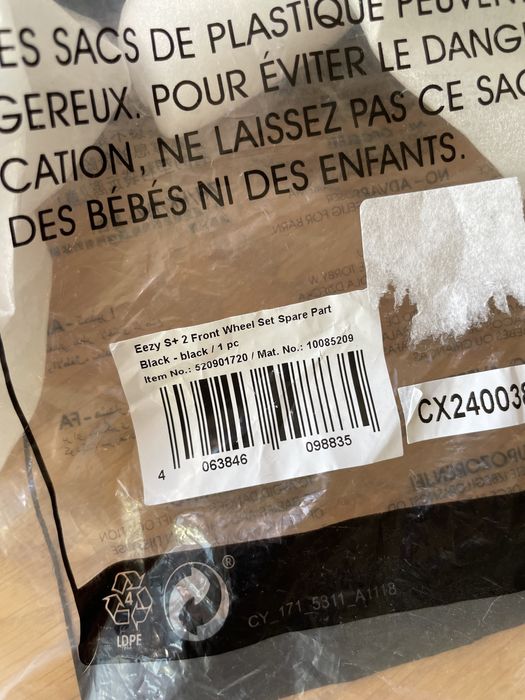 ES SACS DE PLASTIQUE PEUVEN
GEREUX. POUR ÉVITER LE DANG
CATION, NE LAISSEZ PAS CE SAC
DES BÉBÉS NI DES ENFANTS.
Eezy S+ 2 Front Wheel Set Spare Part
Black - black / 1 pc
Item No.: 520901720 / Mat. No.: 10085209
4 063846 098835
CX24003
4
LDPE
®
CY_171_5311_A1118